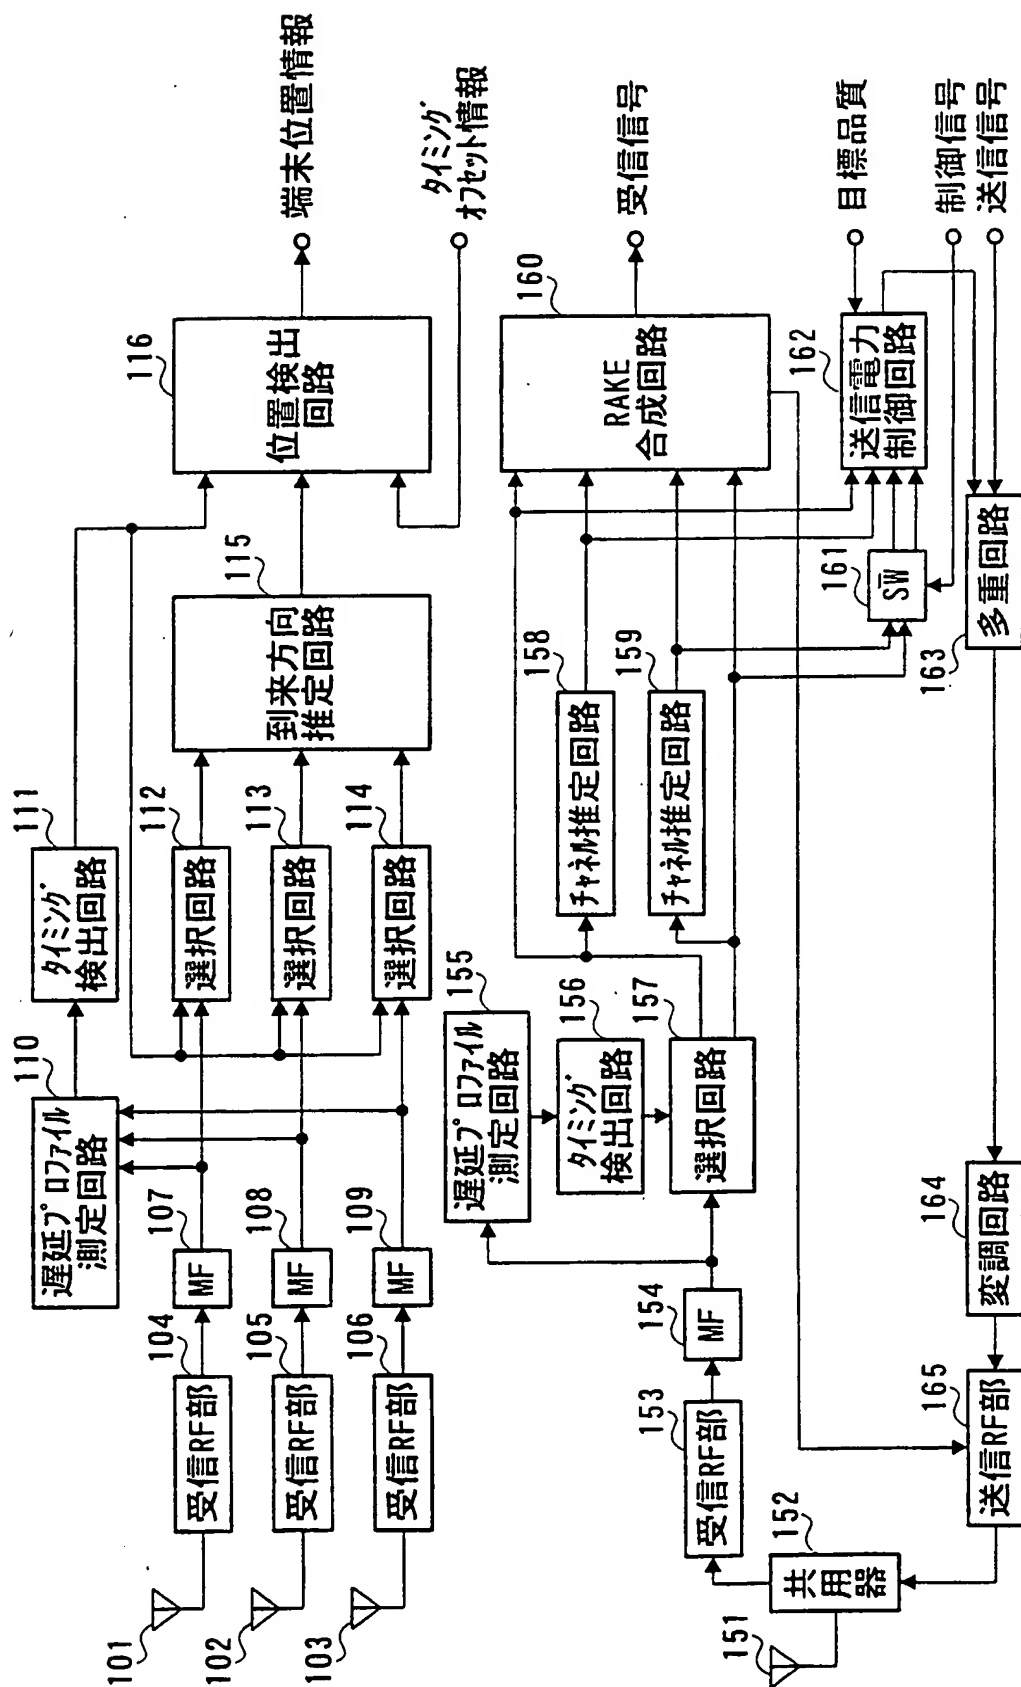 101
102
103
104
受信RF部
105
受信RF部
106
受信RF部
107
MF
108
MF
109
MF
110
遅延プロファイル
測定回路
111
タイミング
検出回路
112
選択回路
113
選択回路
114
選択回路
115
到来方向
推定回路
116
位置検出
回路
端末位置情報
タイミング
オフセット情報
151
152
共用器
153
受信RF部
154
MF
155
遅延プロファイル
測定回路
156
タイミング
検出回路
157
選択回路
158
チャネル推定回路
159
チャネル推定回路
160
RAKE
合成回路
受信信号
161
SW
162
送信電力
制御回路
目標品質
制御信号
送信信号
163
多重回路
164
変調回路
165
送信RF部